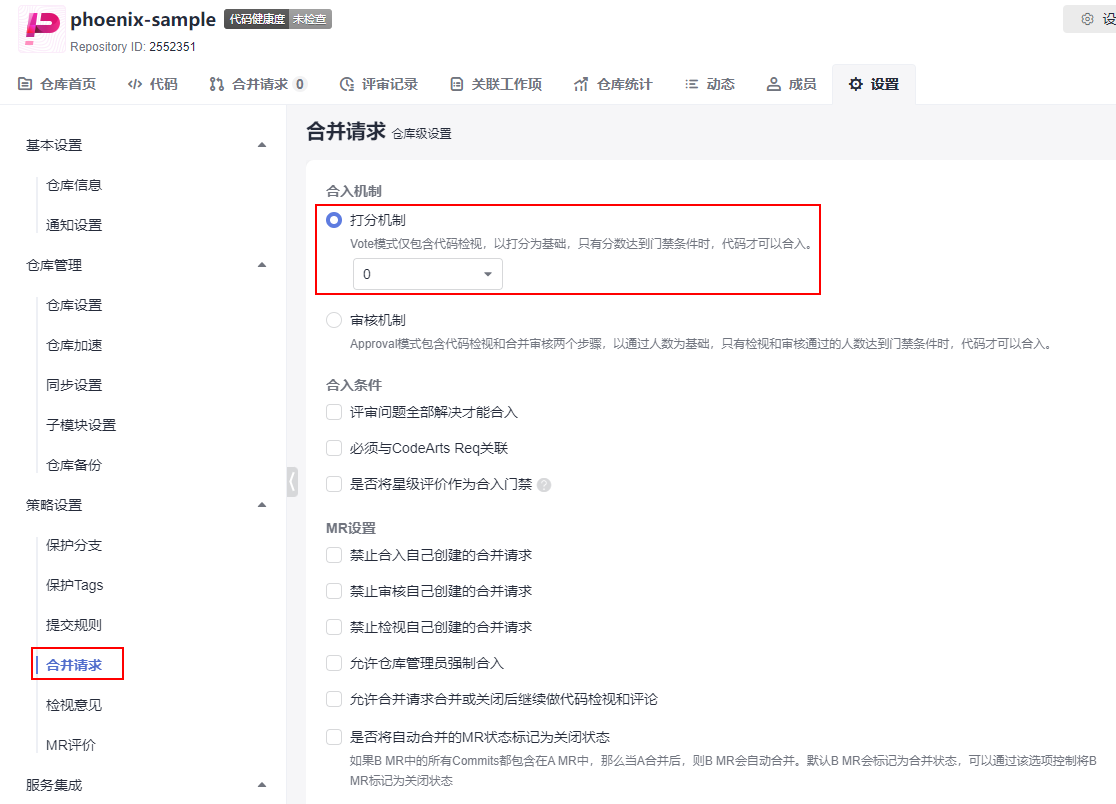 phoenix-sample 代码健康度 未检查
Repository ID: 2552351
仓库首页 代码 合并请求 0 评审记录 关联工作项 仓库统计 动态 成员 设置
基本设置
仓库信息
通知设置
仓库管理
仓库设置
仓库加速
同步设置
子模块设置
仓库备份
策略设置
保护分支
保护Tags
提交规则
合并请求
检视意见
MR评价
服务集成
合并请求 仓库级设置
合入机制
打分机制
Vote模式仅包含代码检视，以打分为基础，只有分数达到门禁条件时，代码才可以合入。
0
审核机制
Approval模式包含代码检视和合并审核两个步骤，以通过人数为基础，只有检视和审核通过的人数达到门禁条件时，代码才可以合入。
合入条件
评审问题全部解决才能合入
必须与CodeArts Req关联
是否将星级评价作为合入门禁 ?
MR设置
禁止合入自己创建的合并请求
禁止审核自己创建的合并请求
禁止检视自己创建的合并请求
允许仓库管理员强制合入
允许合并请求合并或关闭后继续做代码检视和评论
是否将自动合并的MR状态标记为关闭状态
如果B MR中的所有Commits都包含在A MR中，那么当A合并后，则B MR会自动合并。默认B MR会标记为合并状态，可以通过该选项控制将B
MR标记为关闭状态